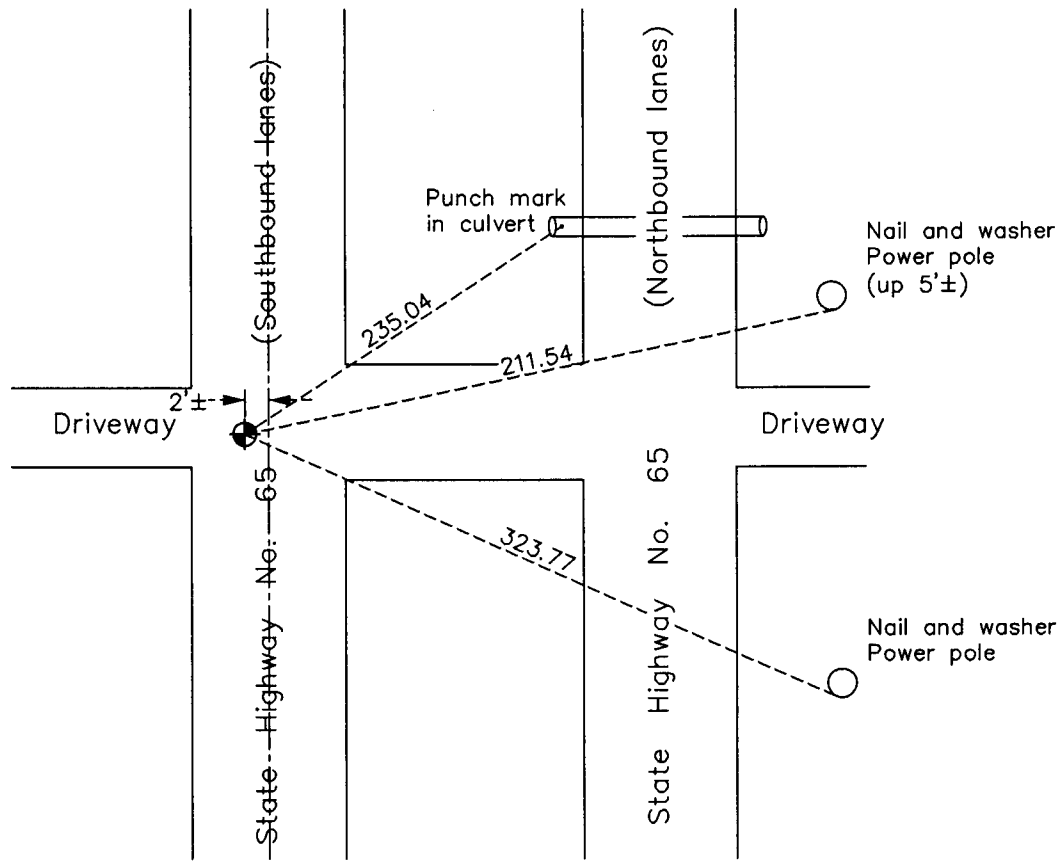 (Southbound lanes)
(Northbound lanes)
Punch mark
in culvert
Nail and washer
Power pole
(up 5'±)
235.04
211.54
2'±
Driveway
Driveway
State Highway No. 65
State Highway No. 65
323.77
Nail and washer
Power pole